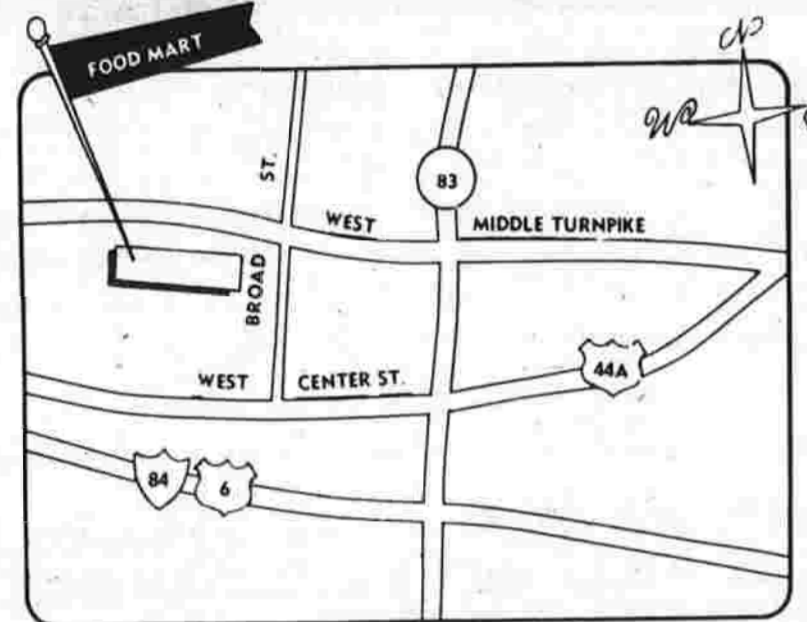 FOOD MART
N
W
ST.
83
WEST MIDDLE TURNPIKE
BROAD
44A
WEST CENTER ST.
84
6